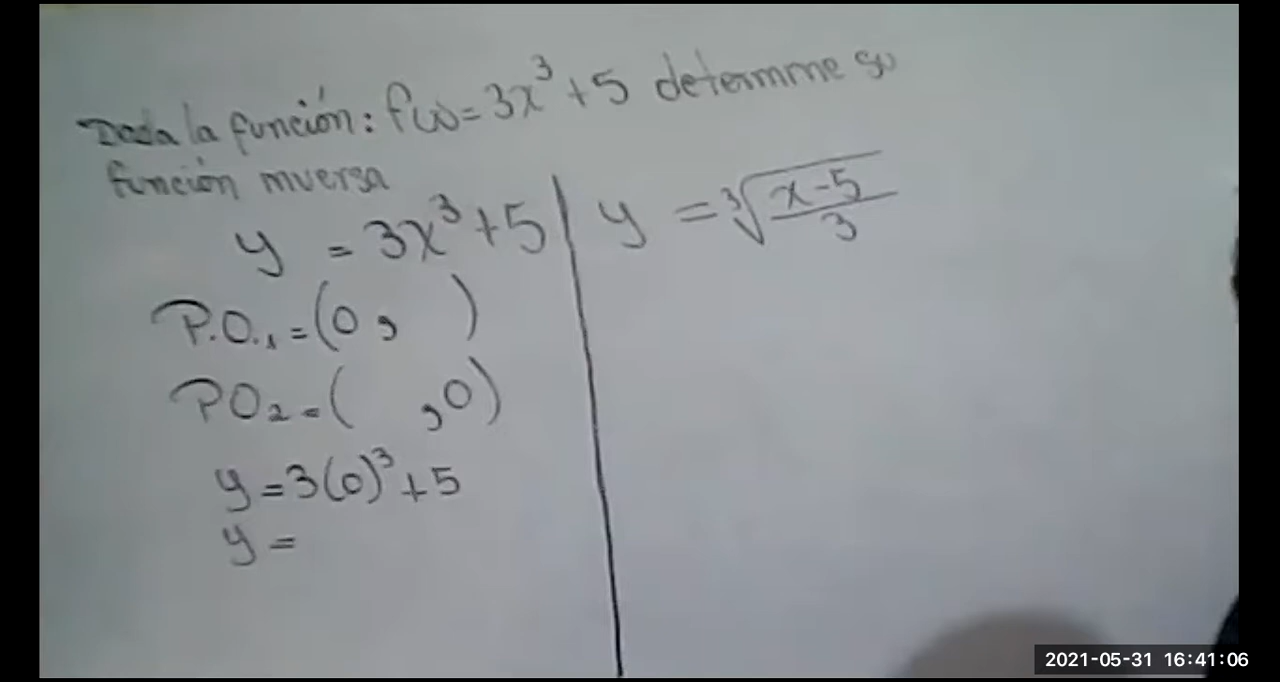 Dada la función: f(x)=3x³+5 determine su
función inversa
y = 3x³+5 | y = ∛((x-5)/3)
P.O.₁=(0, )
PO₂=( ,0)
y=3(0)³+5
y=
2021-05-31 16:41:06